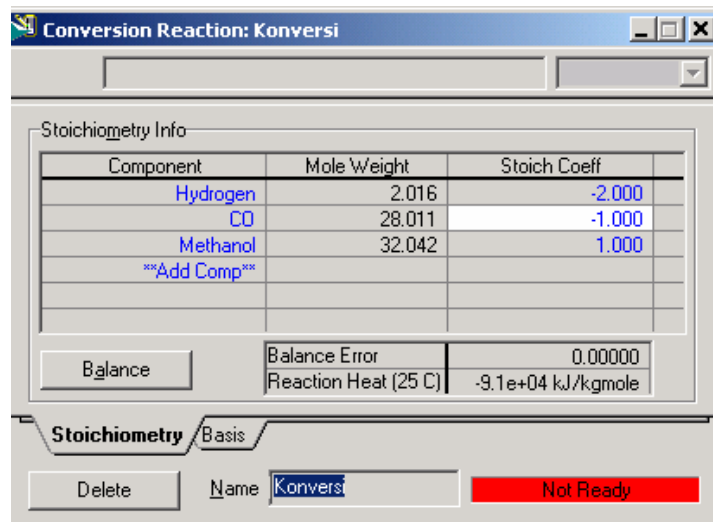 Conversion Reaction: Konversi
Stoichiometry Info
Component Mole Weight Stoich Coeff
Hydrogen 2.016 -2.000
CO 28.011 -1.000
Methanol 32.042 1.000
**Add Comp**
Balance Error 0.00000
Balance
Reaction Heat (25 C) -9.1e+04 kJ/kgmole
Stoichiometry Basis
Delete Name Konversi Not Ready